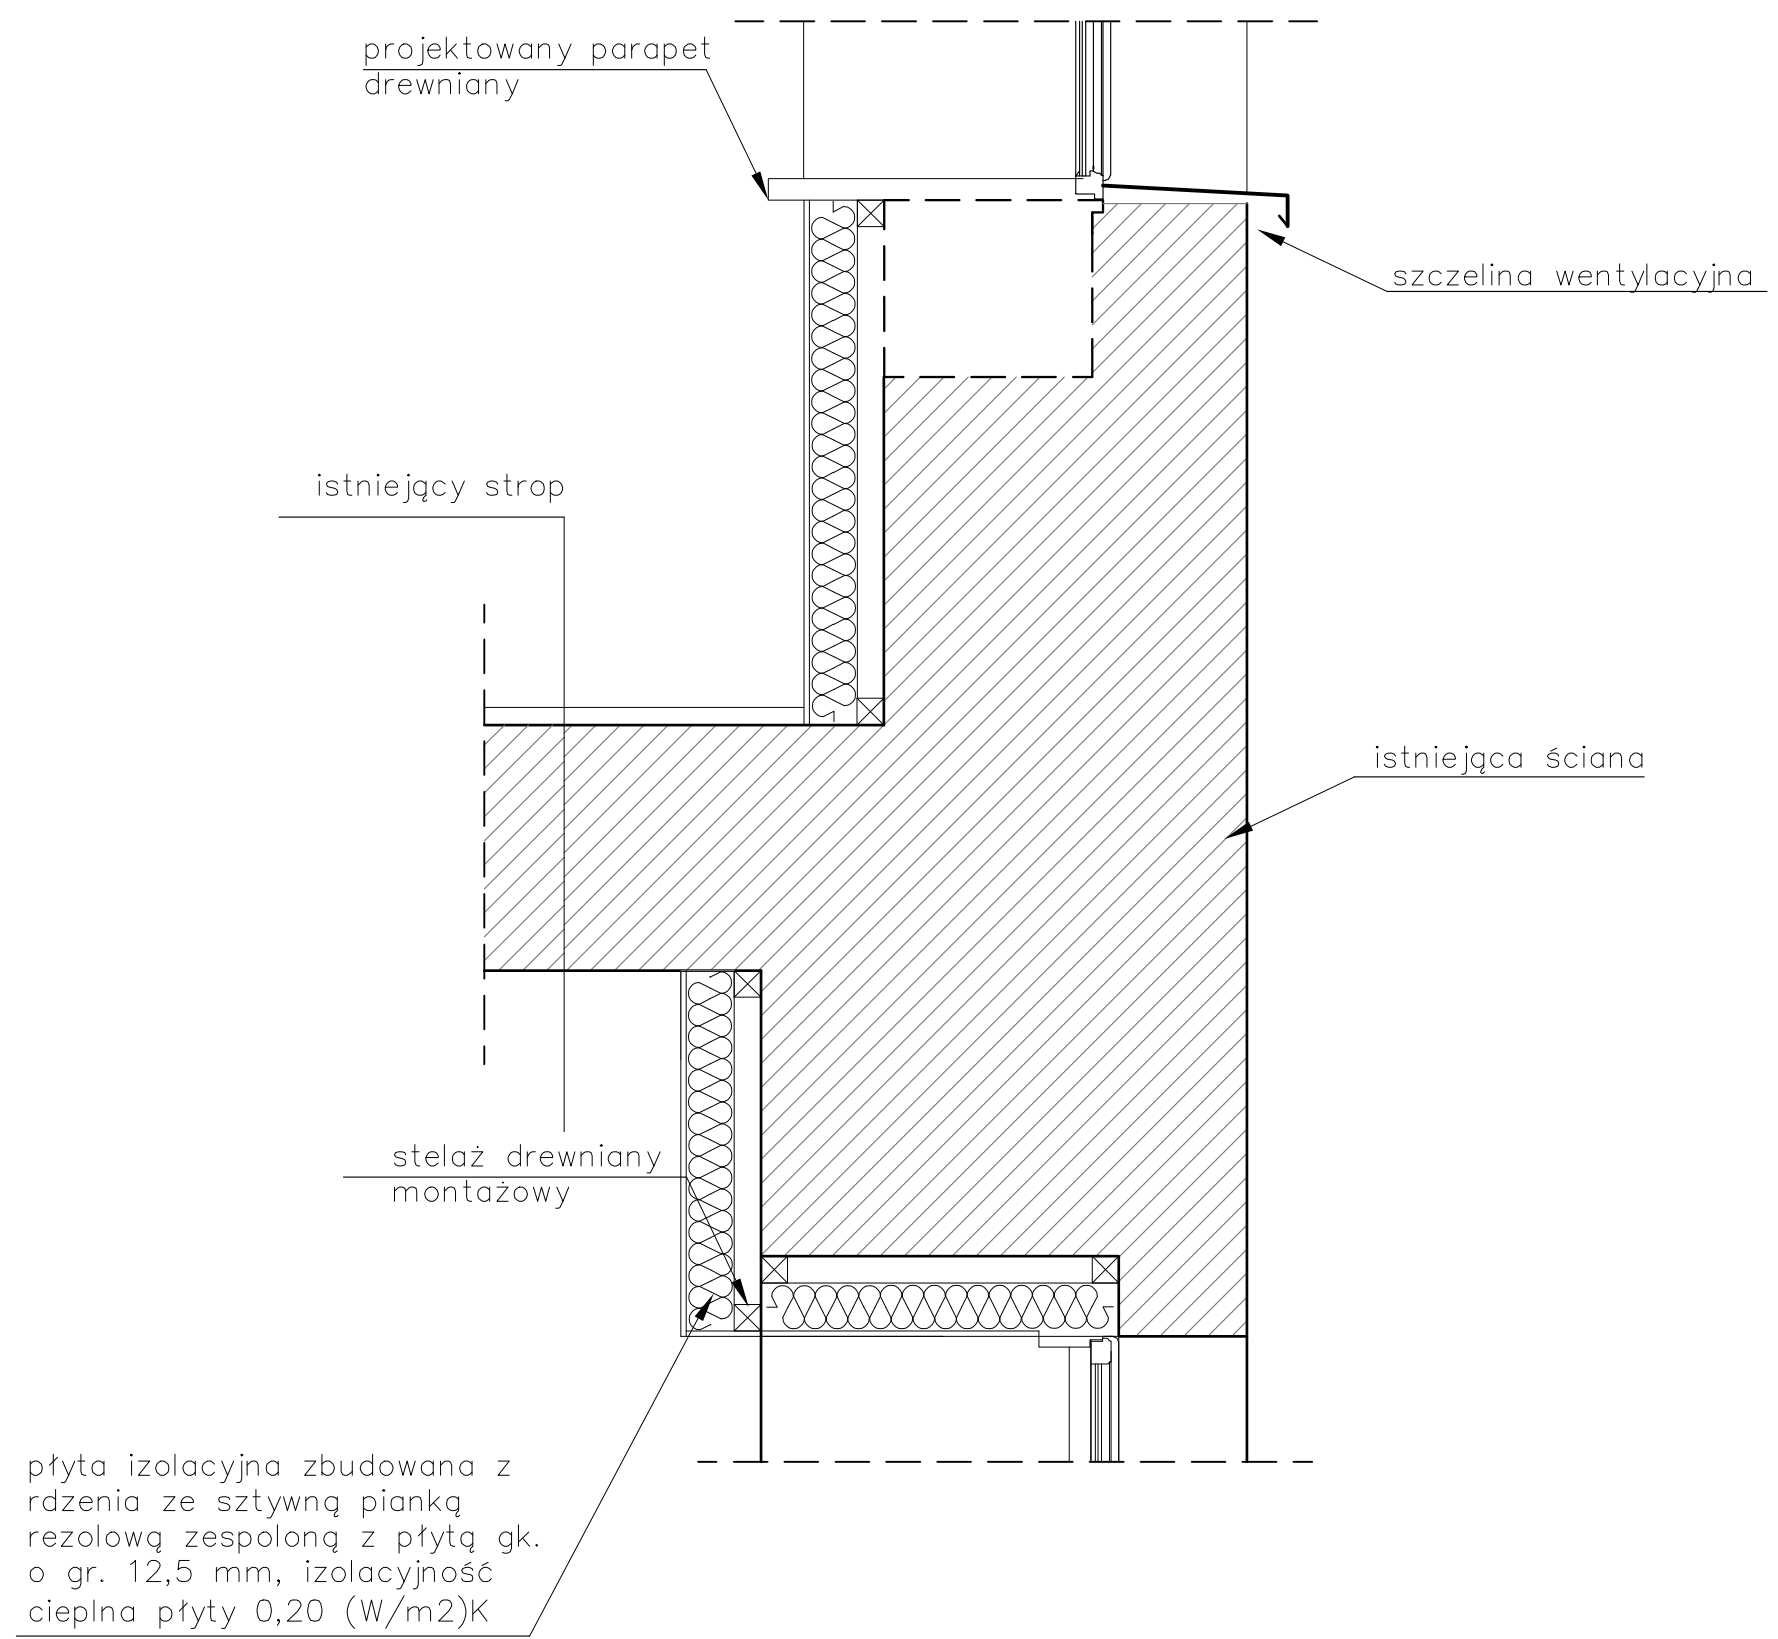 projektowany parapet
drewniany
szczelina wentylacyjna
istniejący strop
istniejąca ściana
stelaż drewniany
montażowy
płyta izolacyjna zbudowana z
rdzenia ze sztywną pianką
rezolową zespoloną z płytą gk.
o gr. 12,5 mm, izolacyjność
cieplna płyty 0,20 (W/m2)K